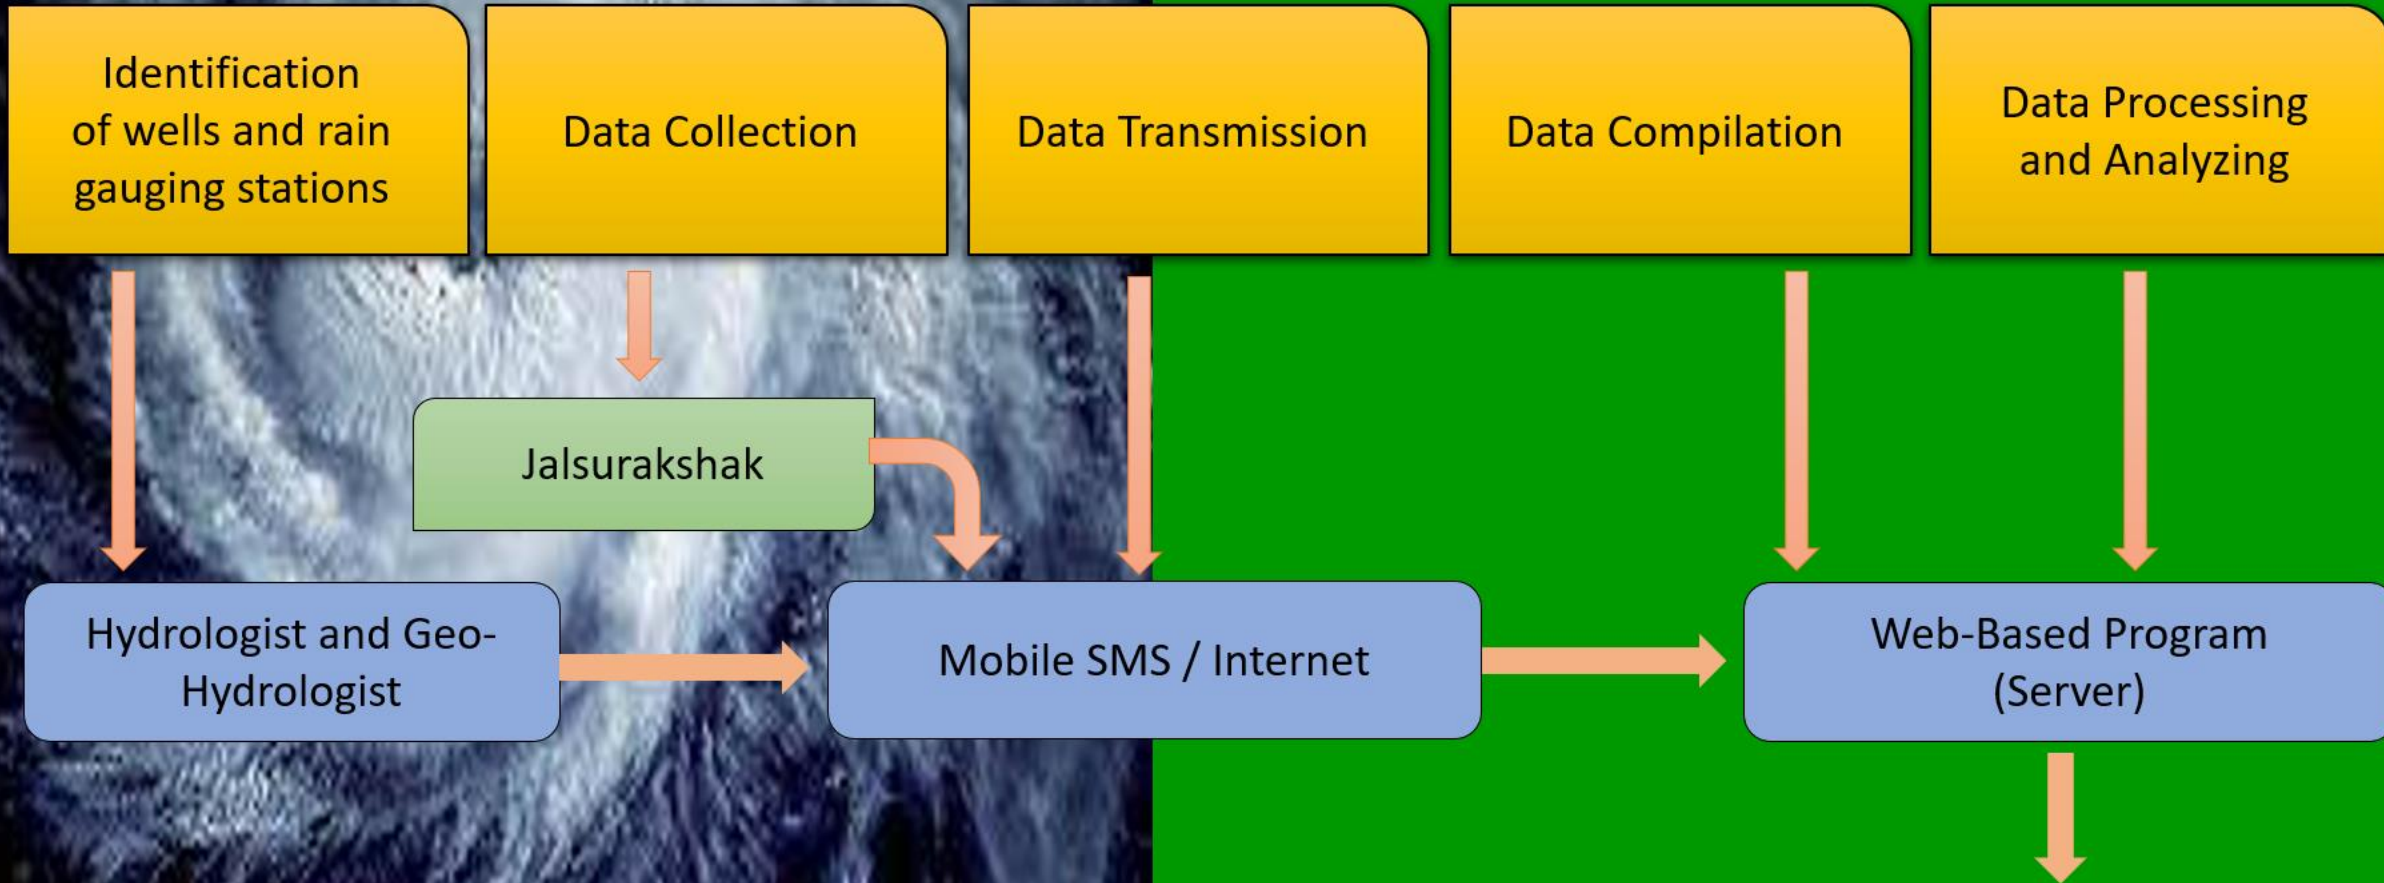 Identification
of wells and rain
gauging stations
Data Collection
Data Transmission
Data Compilation
Data Processing
and Analyzing
Jalsurakshak
Hydrologist and Geo-
Hydrologist
Mobile SMS / Internet
Web-Based Program
(Server)